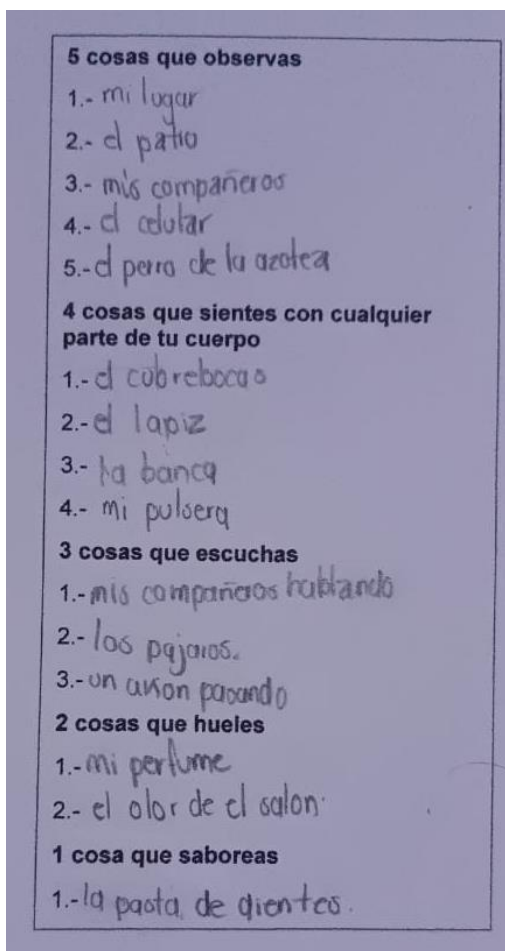 5 cosas que observas
1.- mi lugar
2.- el patio
3.- mis compañeros
4.- el celular
5.- el perro de la azotea
4 cosas que sientes con cualquier
parte de tu cuerpo
1.- el cubrebocas
2.- el lapiz
3.- la banca
4.- mi pulsera
3 cosas que escuchas
1.- mis compañeros hablando
2.- los pajaros.
3.- un avion pasando
2 cosas que hueles
1.- mi perfume
2.- el olor de el salon.
1 cosa que saboreas
1.- la pasta de dientes.